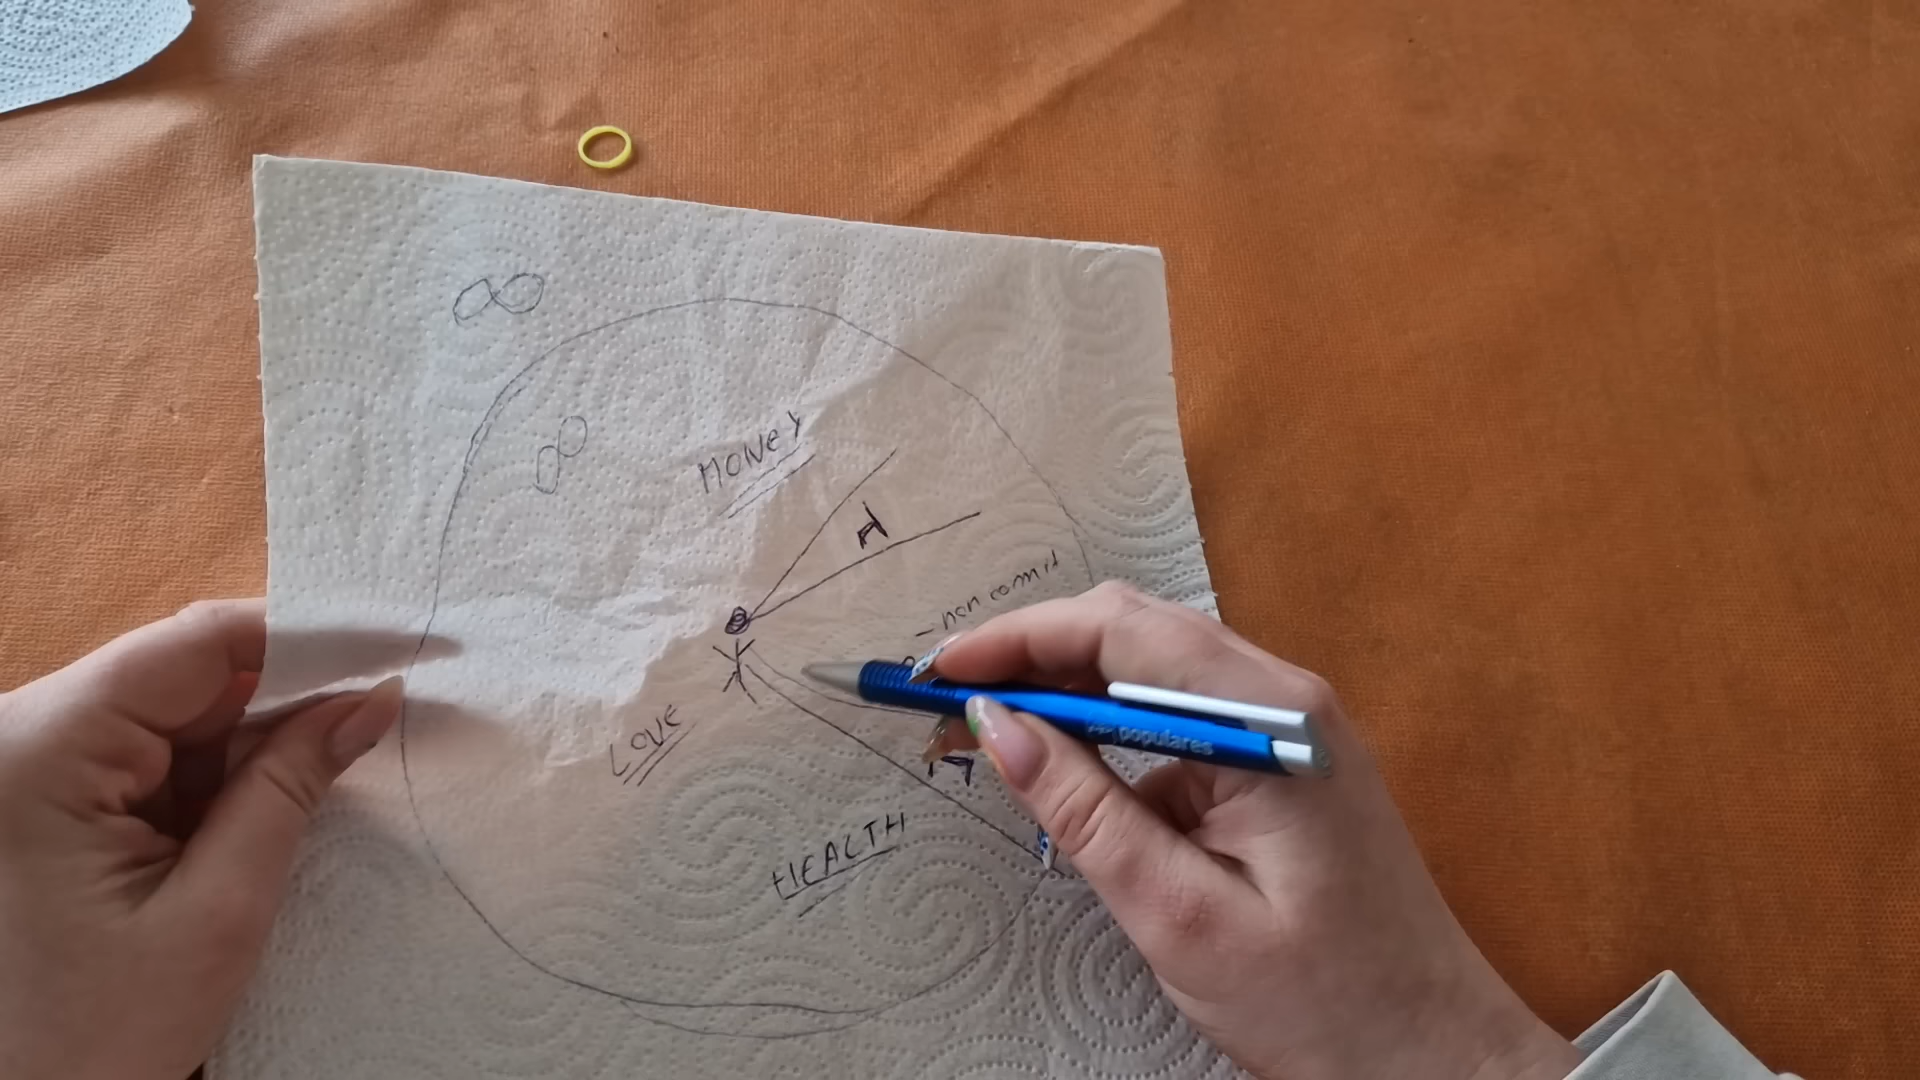 ∞
∞
MONEY
A
- non commit
LOVE
A
HEALTH
populares